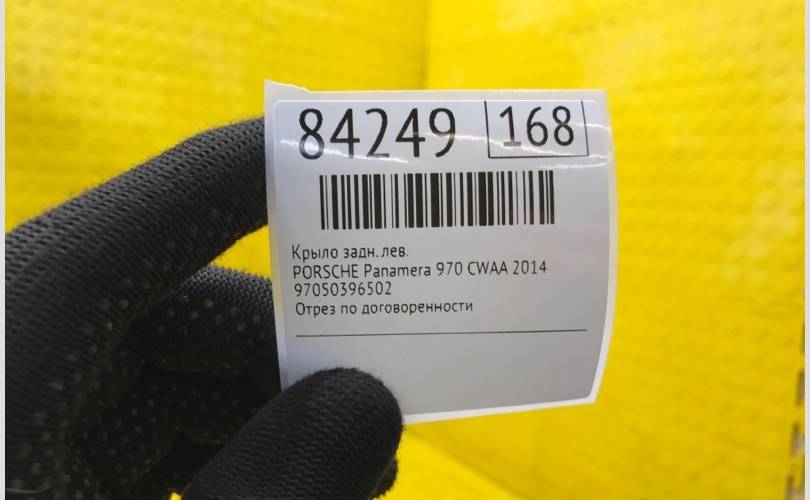 84249 168
Крыло задн. лев.
PORSCHE Panamera 970 CWAA 2014
97050396502
Отрез по договоренности